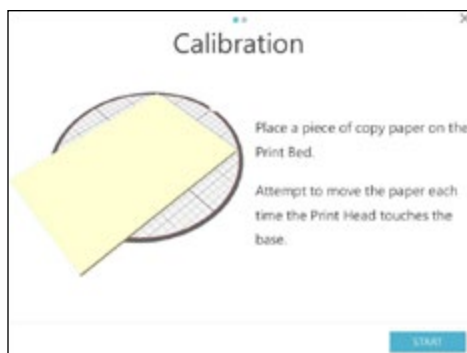 Calibration
Place a piece of copy paper on the
Print Bed.
Attempt to move the paper each
time the Print Head touches the
base.
START